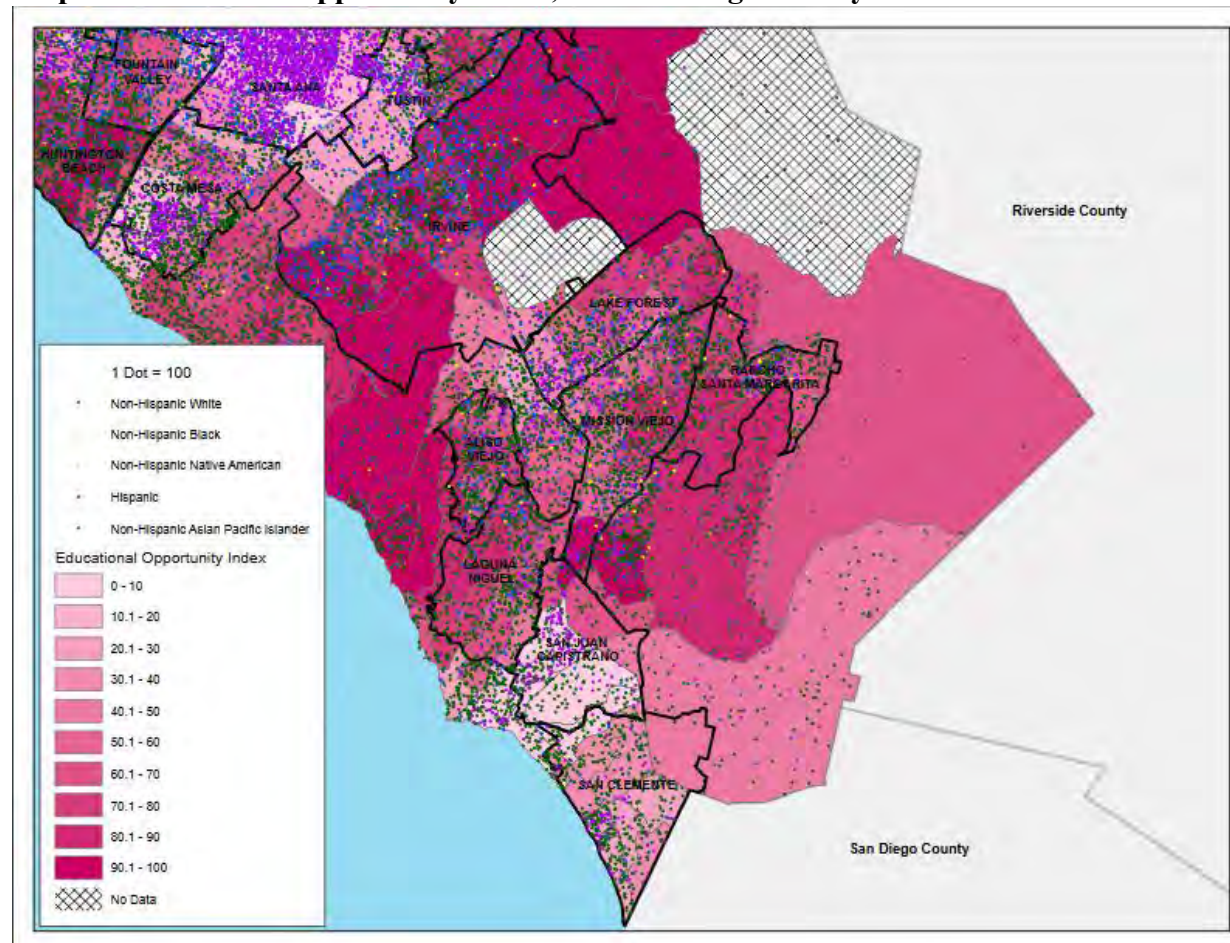 FOUNTAIN
VALLEY
SANTA ANA
TUSTIN
HUNTINGTON
BEACH
COSTA MESA
IRVINE
Riverside County
LAKE FOREST
RANCHO
SANTA MARGARITA
MISSION VIEJO
ALISO
VIEJO
LAGUNA
NIGUEL
SAN JUAN
CAPISTRANO
SAN CLEMENTE
San Diego County
1 Dot = 100
Non-Hispanic White
Non-Hispanic Black
Non-Hispanic Native American
Hispanic
Non-Hispanic Asian Pacific Islander
Educational Opportunity Index
0 - 10
10.1 - 20
20.1 - 30
30.1 - 40
40.1 - 50
50.1 - 60
60.1 - 70
70.1 - 80
80.1 - 90
90.1 - 100
No Data